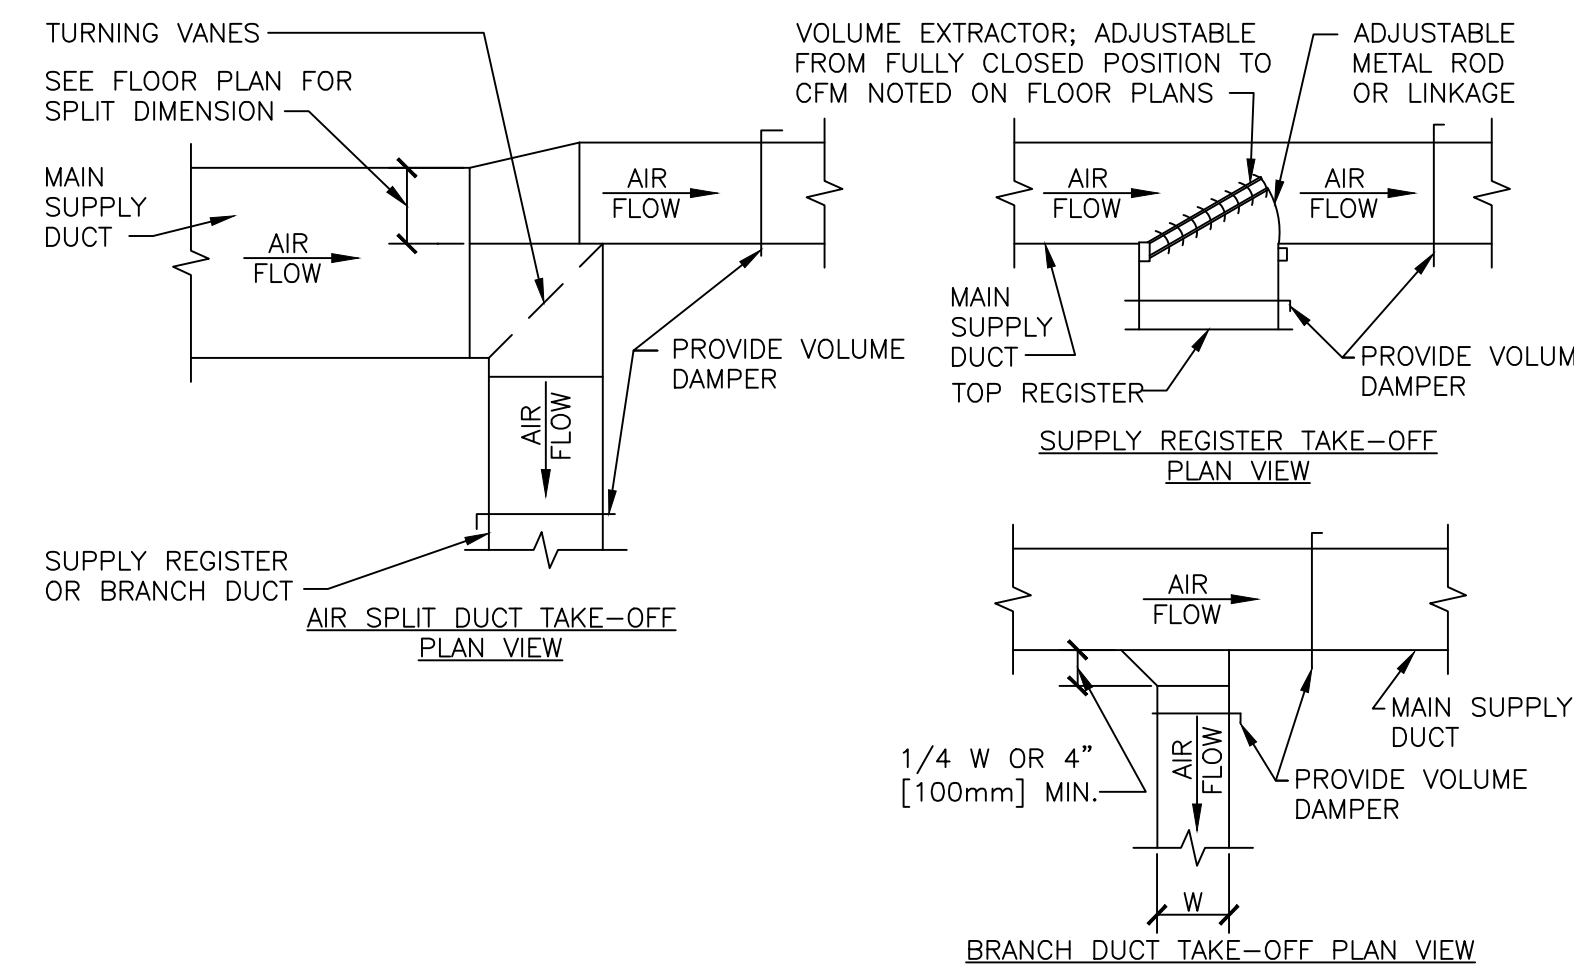 TURNING VANES
SEE FLOOR PLAN FOR
SPLIT DIMENSION
MAIN
SUPPLY
DUCT
AIR
FLOW
AIR
FLOW
AIR
FLOW
PROVIDE VOLUME
DAMPER
SUPPLY REGISTER
OR BRANCH DUCT
AIR SPLIT DUCT TAKE-OFF
PLAN VIEW
VOLUME EXTRACTOR; ADJUSTABLE
FROM FULLY CLOSED POSITION TO
CFM NOTED ON FLOOR PLANS
ADJUSTABLE
METAL ROD
OR LINKAGE
AIR
FLOW
AIR
FLOW
MAIN
SUPPLY
DUCT
TOP REGISTER
PROVIDE VOLUM
DAMPER
SUPPLY REGISTER TAKE-OFF
PLAN VIEW
AIR
FLOW
MAIN SUPPLY
DUCT
1/4 W OR 4"
[100mm] MIN.
AIR
FLOW
PROVIDE VOLUME
DAMPER
W
BRANCH DUCT TAKE-OFF PLAN VIEW